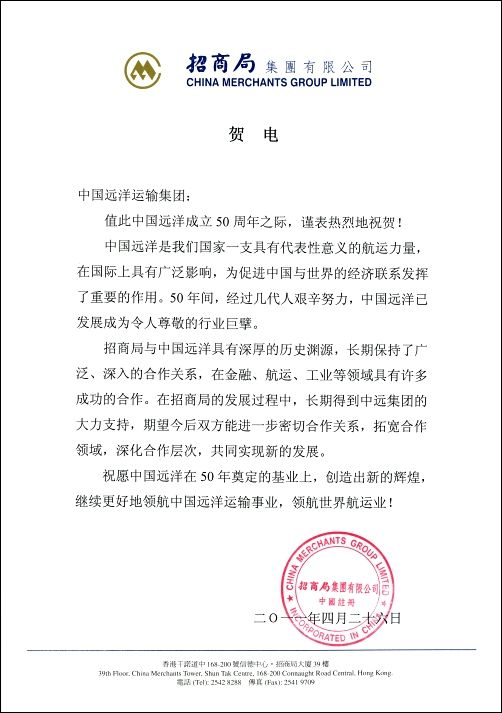 招商局 集團有限公司
CHINA MERCHANTS GROUP LIMITED
贺 电
中国远洋运输集团：
值此中国远洋成立 50 周年之际，谨表热烈地祝贺！
中国远洋是我们国家一支具有代表性意义的航运力量，
在国际上具有广泛影响，为促进中国与世界的经济联系发挥
了重要的作用。50 年间，经过几代人艰辛努力，中国远洋已
发展成为令人尊敬的行业巨擘。
招商局与中国远洋具有深厚的历史渊源，长期保持了广
泛、深入的合作关系，在金融、航运、工业等领域具有许多
成功的合作。在招商局的发展过程中，长期得到中远集团的
大力支持，期望今后双方能进一步密切合作关系，拓宽合作
领域，深化合作层次，共同实现新的发展。
祝愿中国远洋在 50 年奠定的基业上，创造出新的辉煌，
继续更好地领航中国远洋运输事业，领航世界航运业！
CHINA MERCHANTS GROUP LIMITED
招商局集團有限公司
中國註冊
INCORPORATED IN CHINA
二〇一一年四月二十六日
香港干諾道中 168-200 號信德中心，招商局大廈 39 樓
39th Floor, China Merchants Tower, Shun Tak Centre, 168-200 Connaught Road Central, Hong Kong.
電話 (Tel): 2542 8288 傳真 (Fax): 2541 9709